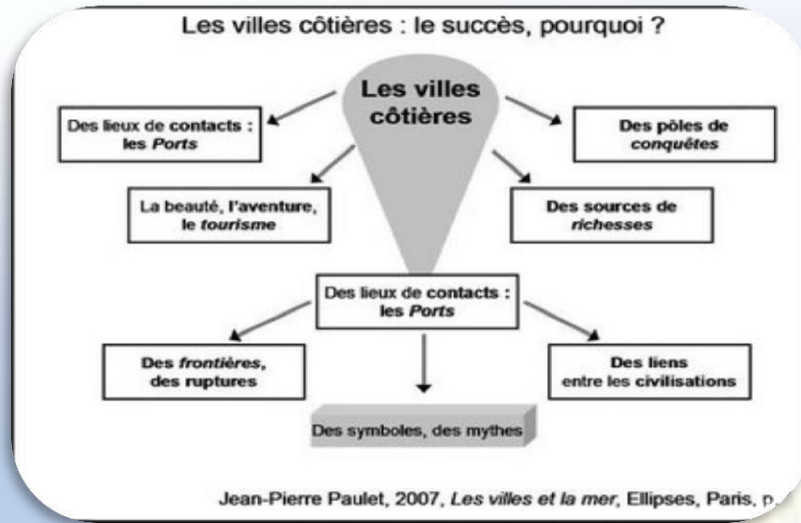 Les villes côtières : le succès, pourquoi ?
Les villes
côtières
Des lieux de contacts :
les Ports
Des pôles de
conquêtes
La beauté, l'aventure,
le tourisme
Des sources de
richesses
Des lieux de contacts :
les Ports
Des frontières,
des ruptures
Des liens
entre les civilisations
Des symboles, des mythes
Jean-Pierre Paulet, 2007, Les villes et la mer, Ellipses, Paris, p.